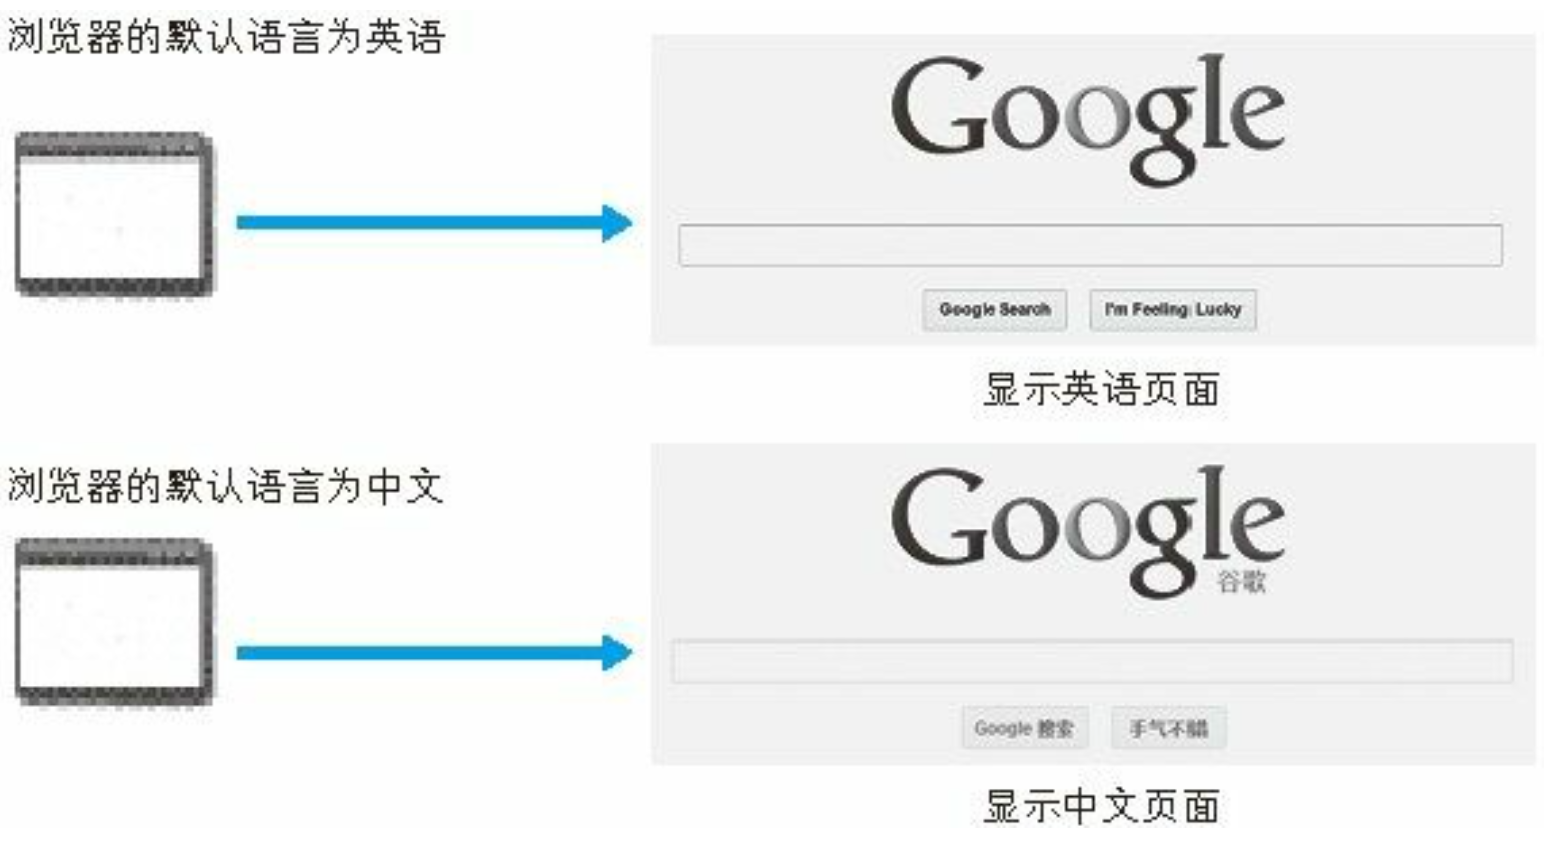 浏览器的默认语言为英语
Google
Google Search
I'm Feeling Lucky
显示英语页面
浏览器的默认语言为中文
Google
谷歌
Google 搜索
手气不错
显示中文页面